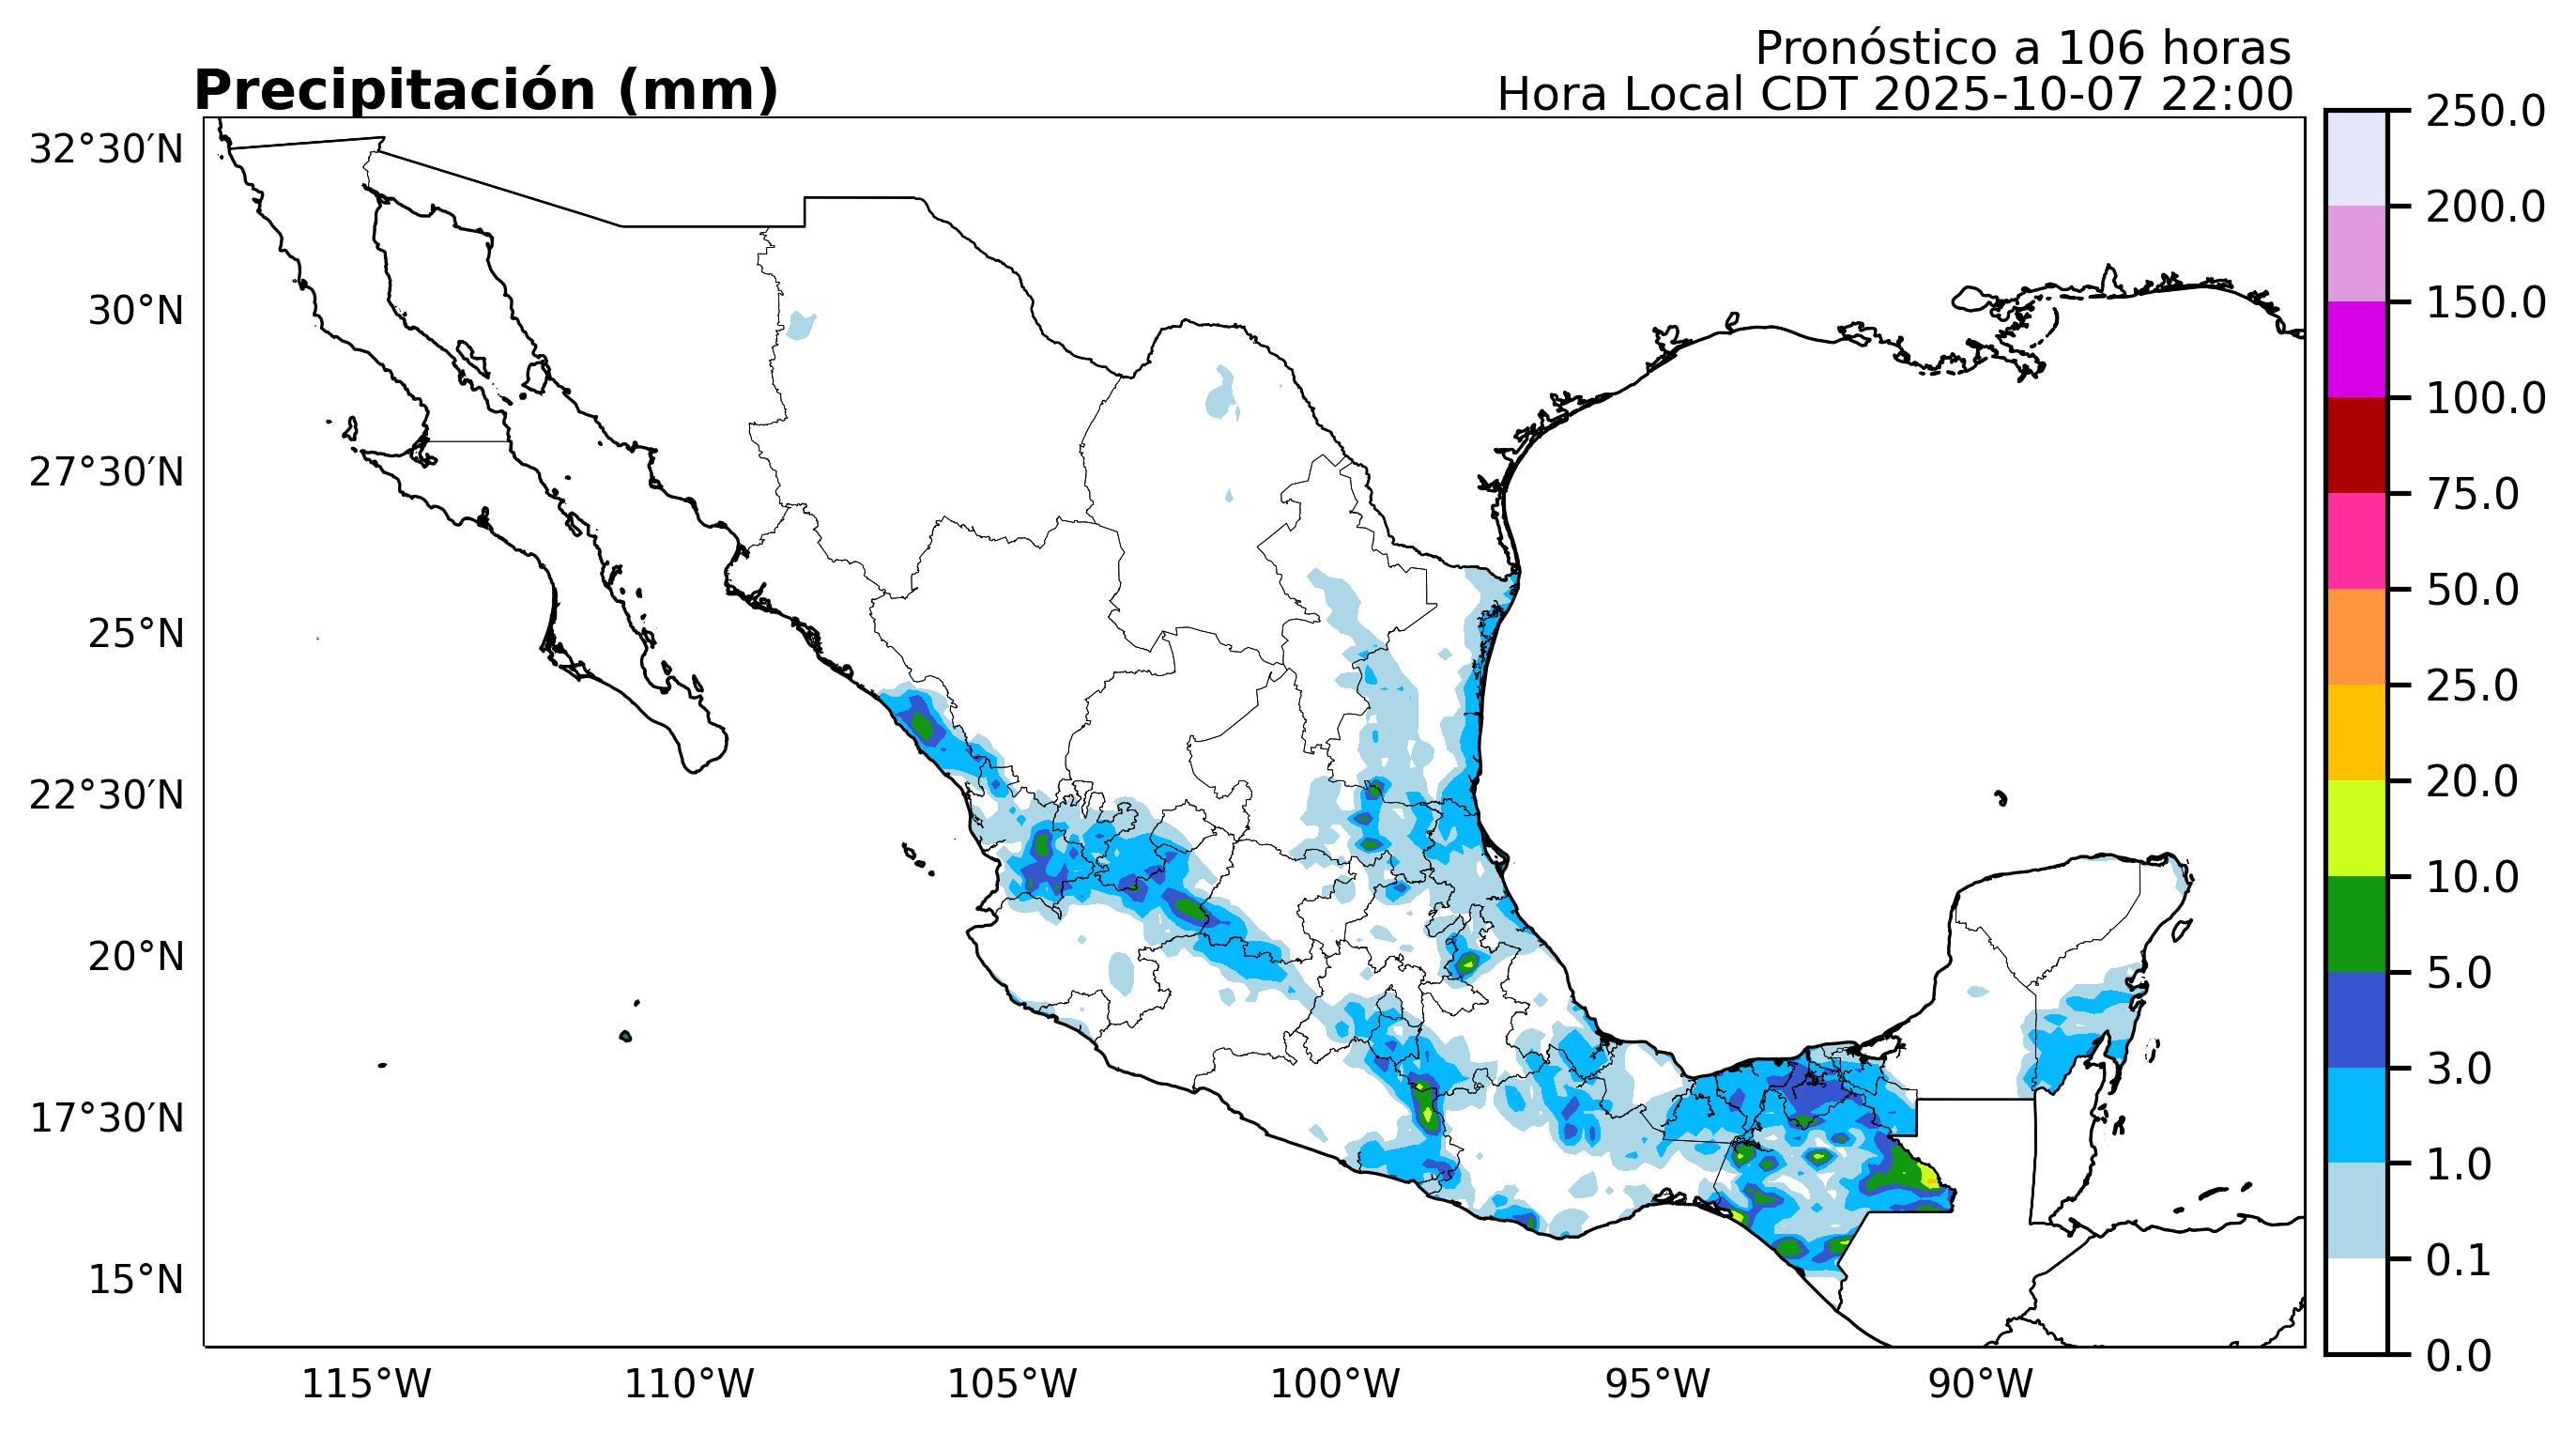 Pronóstico a 106 horas
Precipitación (mm)
Hora Local CDT 2025-10-07 22:00
32°30′N
30°N
27°30′N
25°N
22°30′N
20°N
17°30′N
15°N
115°W
110°W
105°W
100°W
95°W
90°W
250.0
200.0
150.0
100.0
75.0
50.0
25.0
20.0
10.0
5.0
3.0
1.0
0.1
0.0